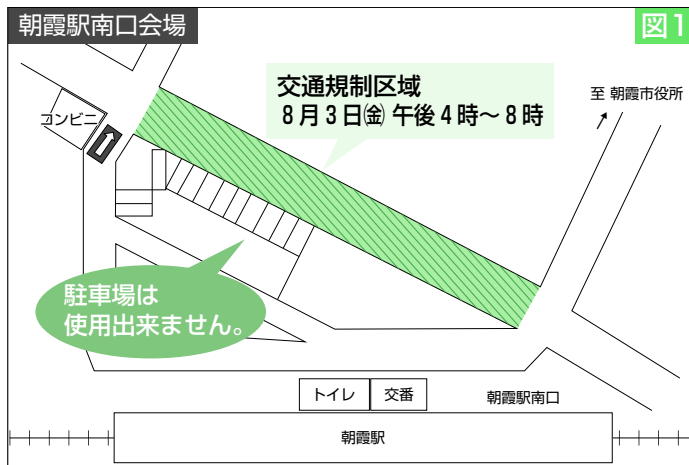 朝霞駅南口会場
図1
交通規制区域
8月3日㈮ 午後4時～8時
至 朝霞市役所
コンビニ
駐車場は
使用出来ません。
トイレ
交番
朝霞駅南口
朝霞駅